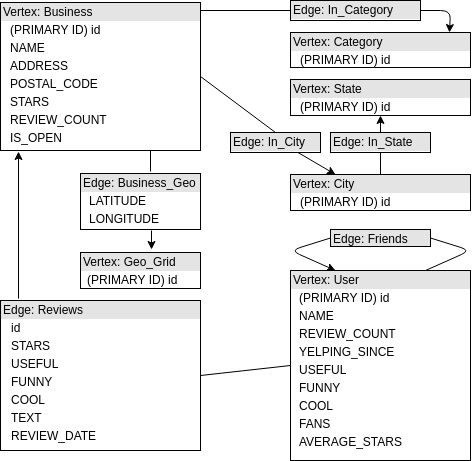 Vertex: Business
(PRIMARY ID) id
NAME
ADDRESS
POSTAL_CODE
STARS
REVIEW_COUNT
IS_OPEN
Edge: In_Category
Vertex: Category
(PRIMARY ID) id
Vertex: State
(PRIMARY ID) id
Edge: In_City
Edge: In_State
Vertex: City
(PRIMARY ID) id
Edge: Business_Geo
LATITUDE
LONGITUDE
Vertex: Geo_Grid
(PRIMARY ID) id
Edge: Friends
Edge: Reviews
id
STARS
USEFUL
FUNNY
COOL
TEXT
REVIEW_DATE
Vertex: User
(PRIMARY ID) id
NAME
REVIEW_COUNT
YELPING_SINCE
USEFUL
FUNNY
COOL
FANS
AVERAGE_STARS